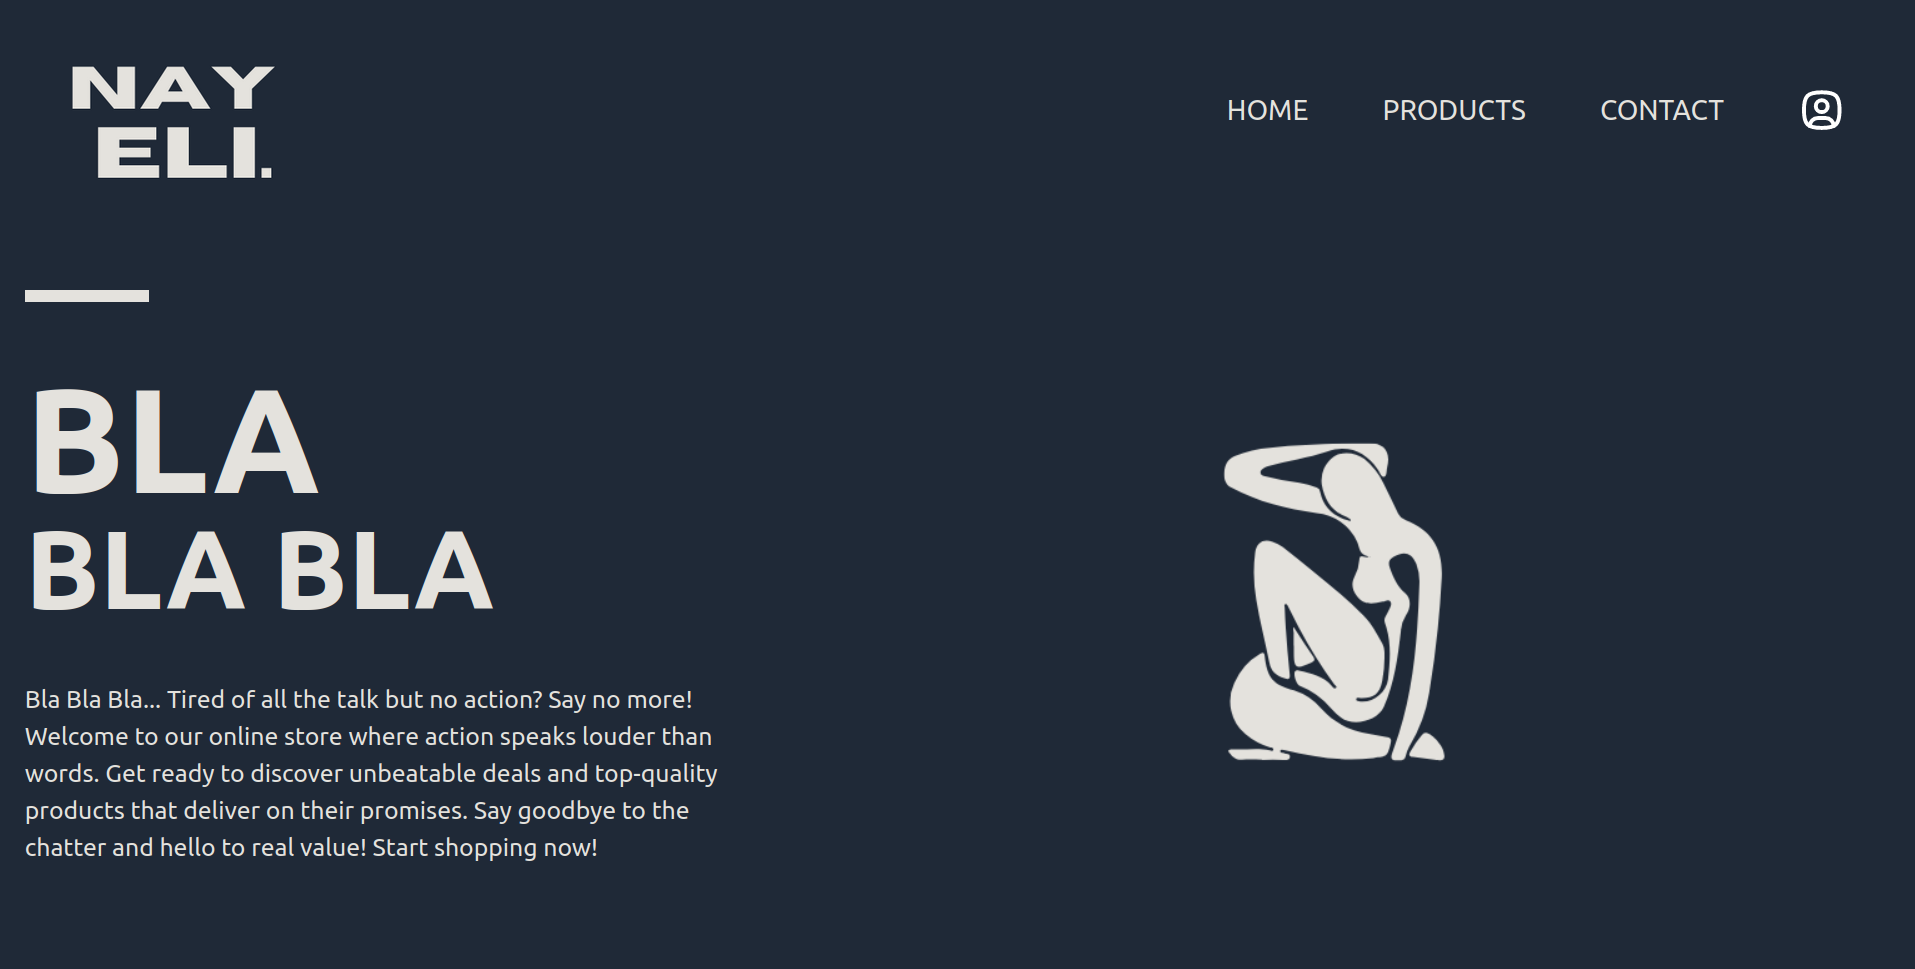 NAY
ELI.
HOME PRODUCTS CONTACT
BLA
BLA BLA
Bla Bla Bla... Tired of all the talk but no action? Say no more!
Welcome to our online store where action speaks louder than
words. Get ready to discover unbeatable deals and top-quality
products that deliver on their promises. Say goodbye to the
chatter and hello to real value! Start shopping now!